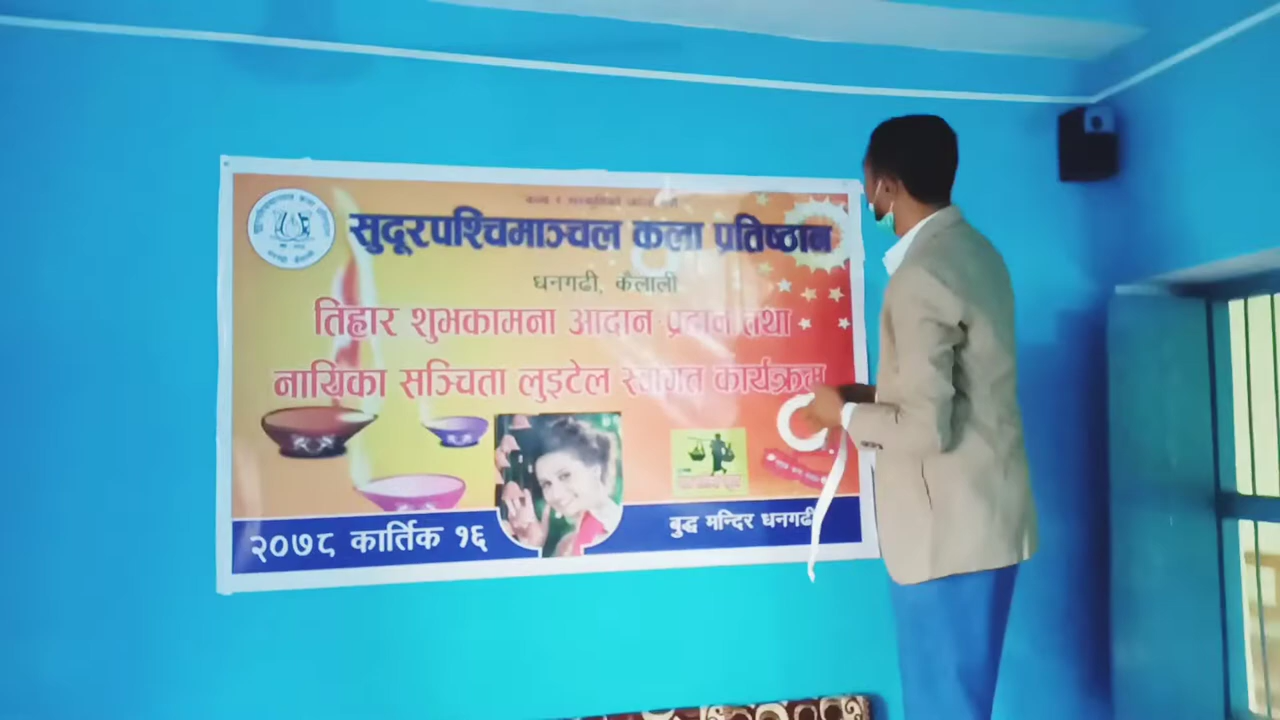 सुदूरपश्चिमाञ्चल कला प्रतिष्ठान
धनगढी, कैलाली
तिहार शुभकामना आदान प्रदान तथा
नायिका सञ्चिता लुइटेल स्वागत कार्यक्रम
२०७८ कार्तिक १६
बुद्ध मन्दिर धनगढी